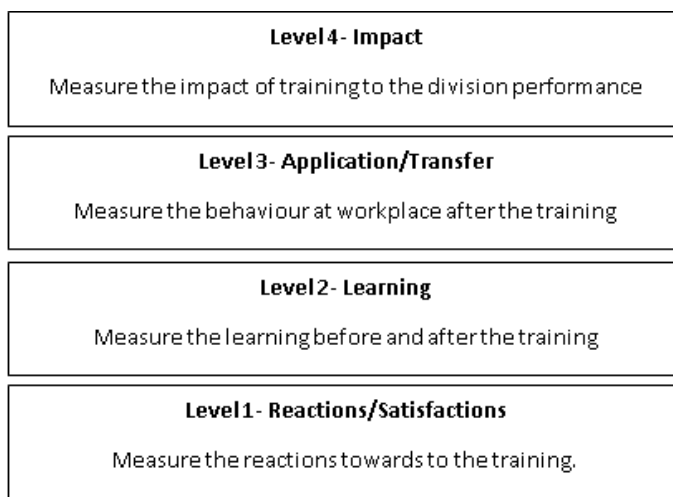 Level 4- Impact
Measure the impact of training to the division performance
Level 3- Application/Transfer
Measure the behaviour at workplace after the training
Level 2- Learning
Measure the learning before and after the training
Level 1- Reactions/Satisfactions
Measure the reactions towards to the training.